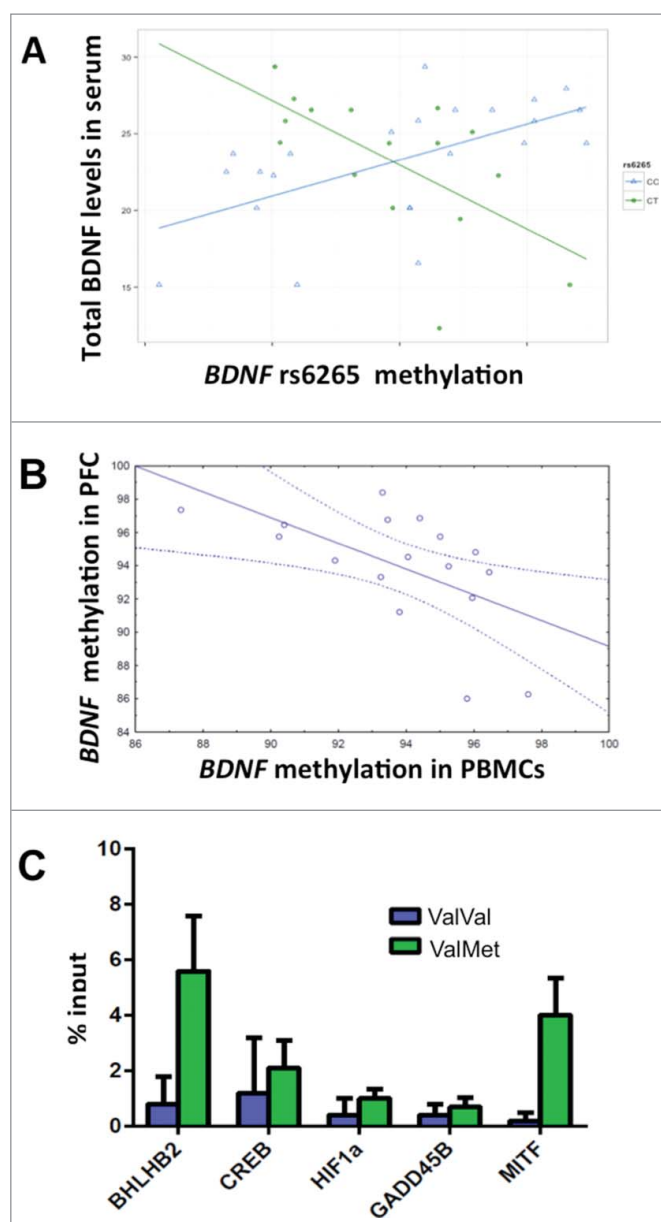 A
Total BDNF levels in serum
30
25
20
15
rs6265
CC
CT
BDNF rs6265 methylation
B
BDNF methylation in PFC
100
98
96
94
92
90
88
86
84
86 88 90 92 94 96 98 100
BDNF methylation in PBMCs
C
% input
10
8
6
4
2
0
ValVal
ValMet
BHLHB2 CREB HIF1a GADD45B MITF